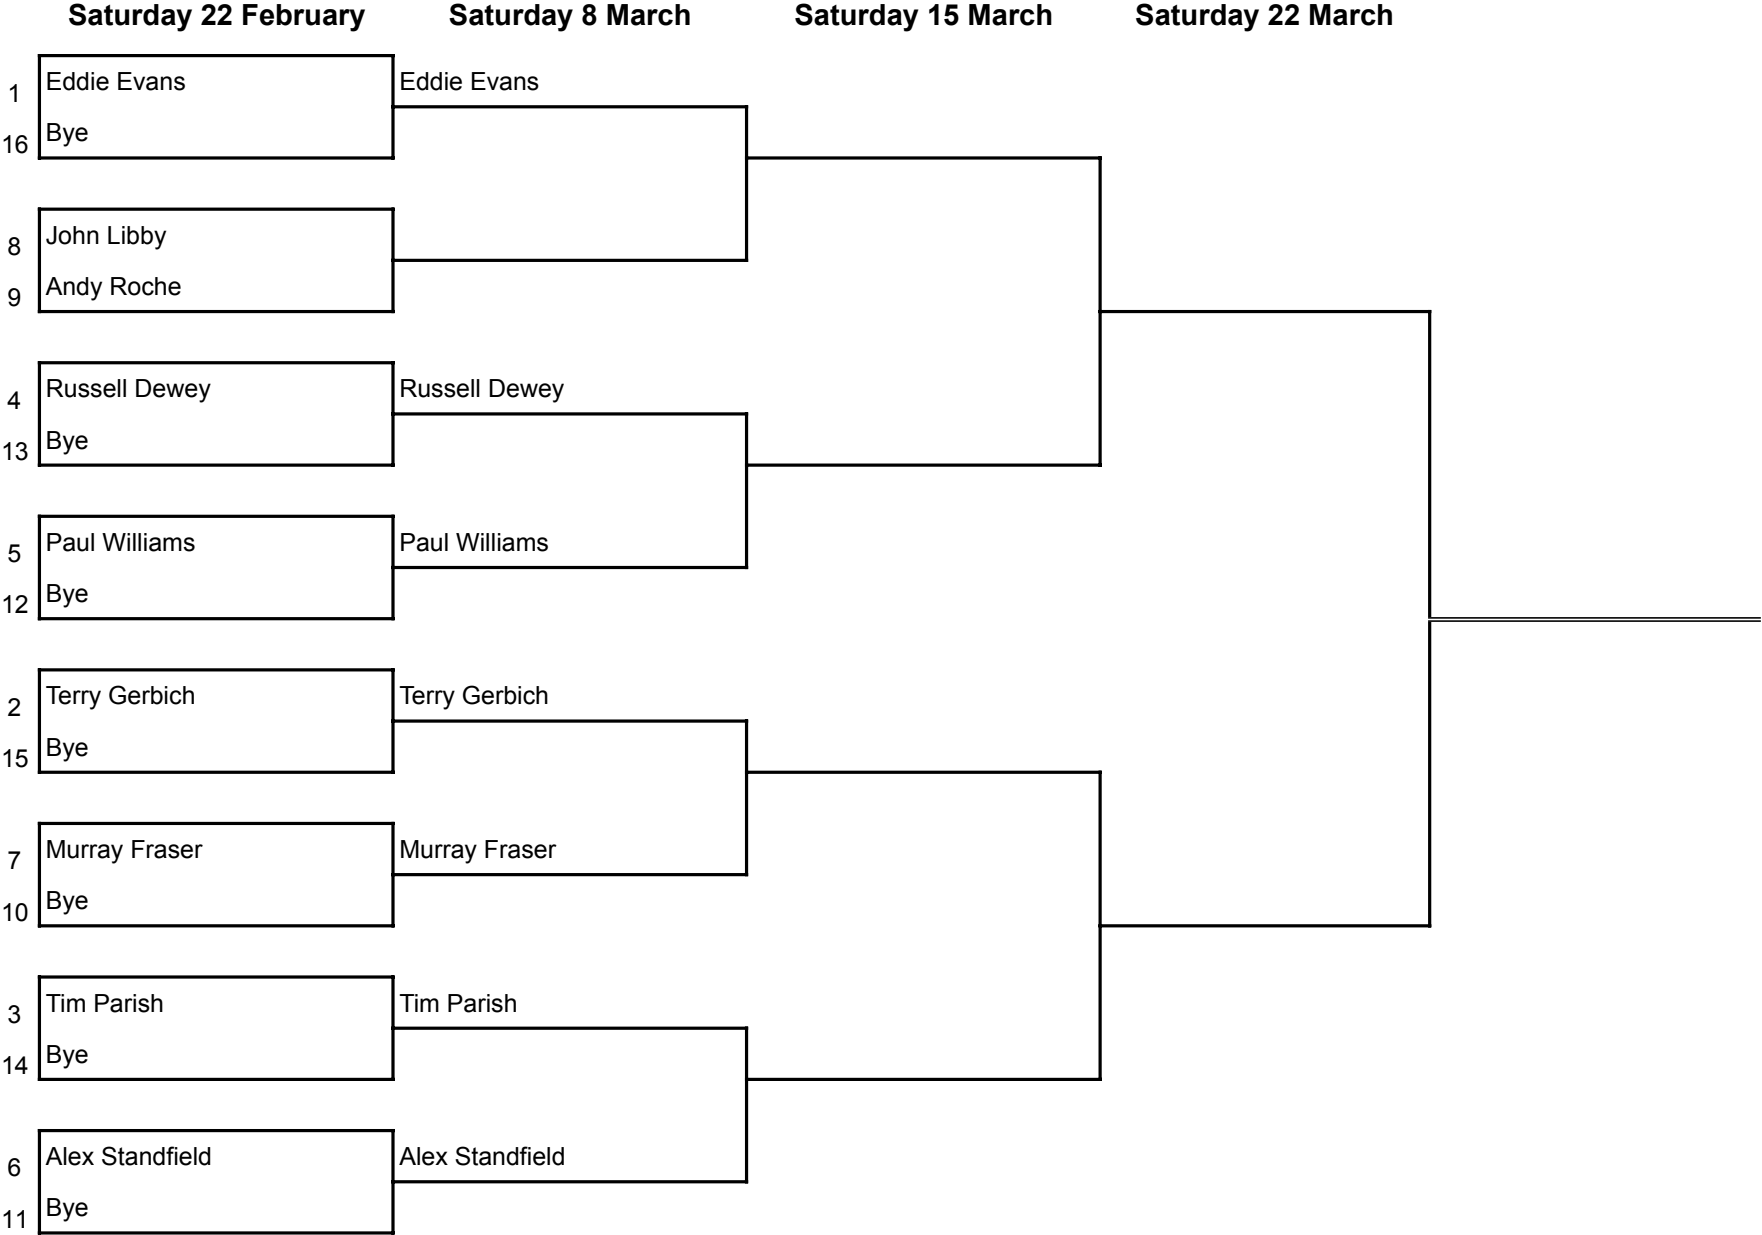 Saturday 22 February Saturday 8 March Saturday 15 March Saturday 22 March
1 Eddie Evans Eddie Evans
16 Bye
8 John Libby
9 Andy Roche
4 Russell Dewey Russell Dewey
13 Bye
5 Paul Williams Paul Williams
12 Bye
2 Terry Gerbich Terry Gerbich
15 Bye
7 Murray Fraser Murray Fraser
10 Bye
3 Tim Parish Tim Parish
14 Bye
6 Alex Standfield Alex Standfield
11 Bye